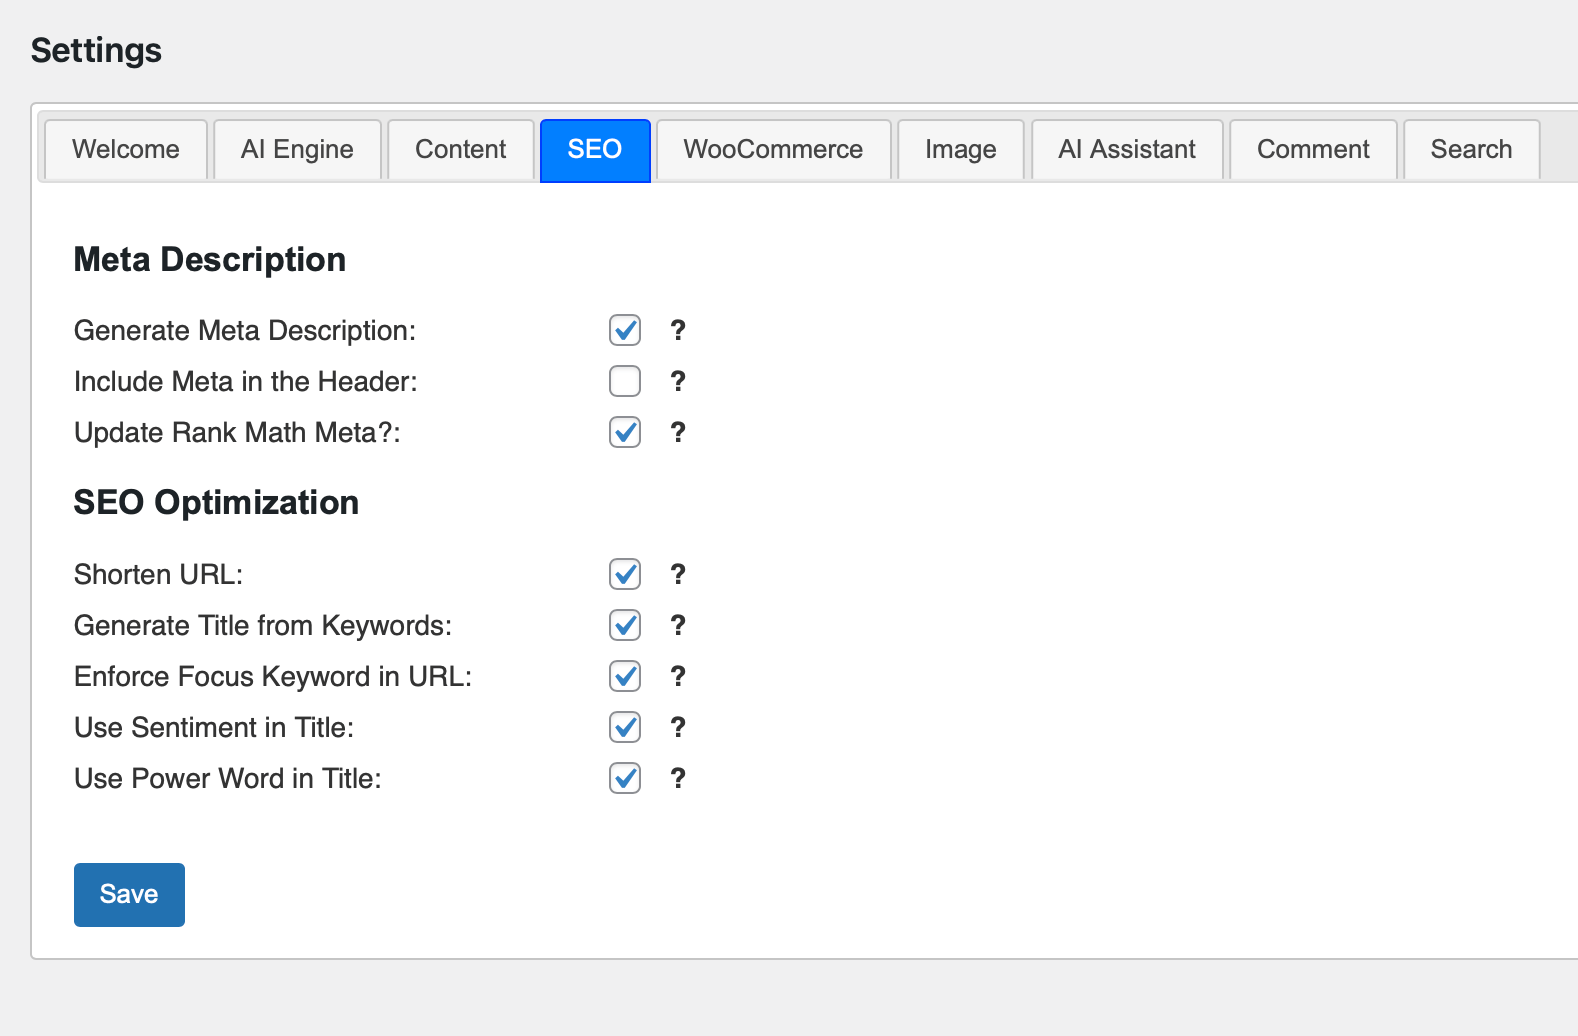 Settings
Welcome AI Engine Content SEO WooCommerce Image AI Assistant Comment Search
Meta Description
Generate Meta Description: ?
Include Meta in the Header: ?
Update Rank Math Meta?: ?
SEO Optimization
Shorten URL: ?
Generate Title from Keywords: ?
Enforce Focus Keyword in URL: ?
Use Sentiment in Title: ?
Use Power Word in Title: ?
Save